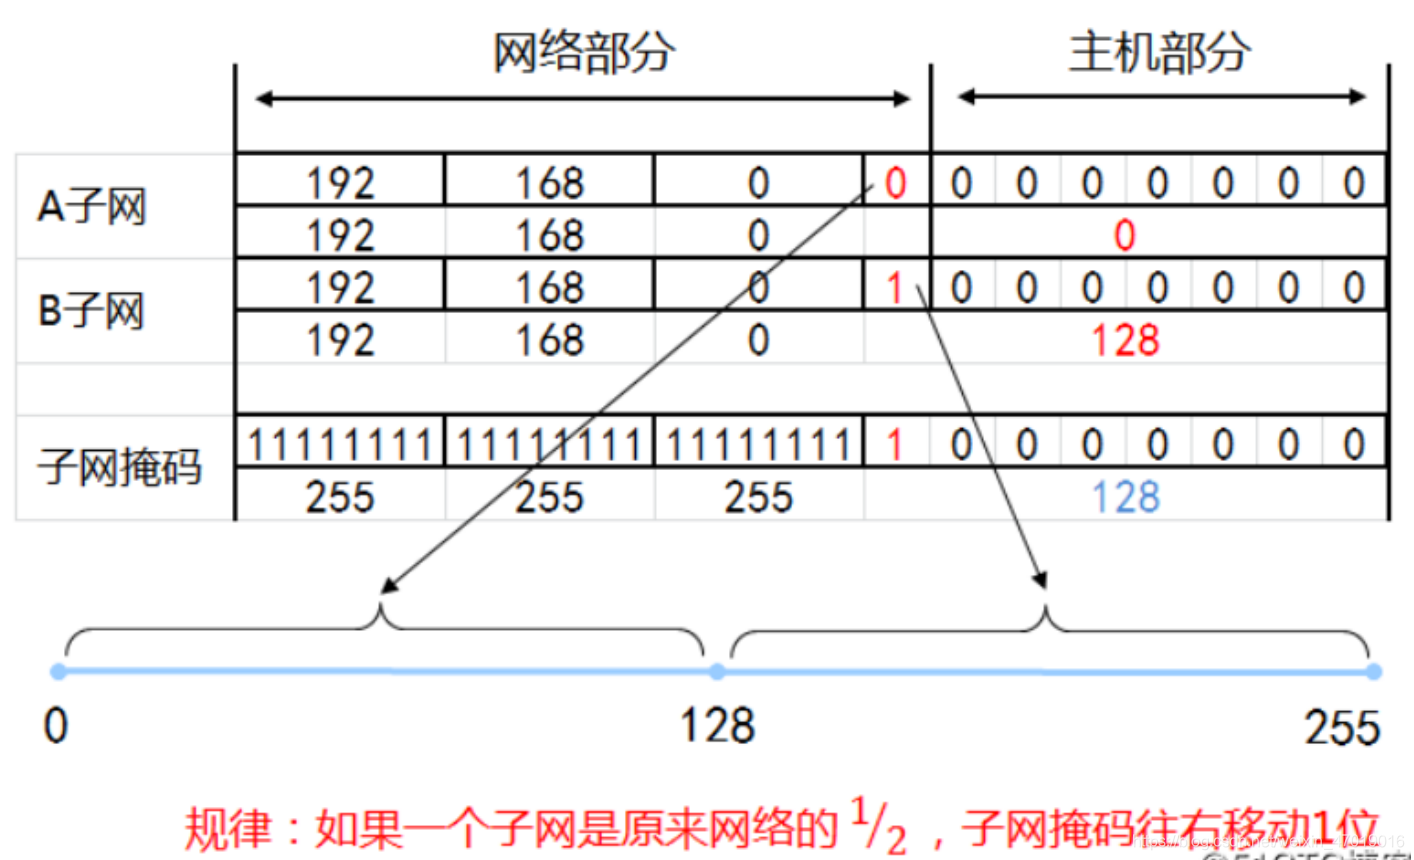 网络部分 主机部分
A子网 192 168 0 0 0 0 0 0 0 0 0
192 168 0 0
B子网 192 168 0 1 0 0 0 0 0 0 0
192 168 0 128
子网掩码 11111111 11111111 11111111 1 0 0 0 0 0 0 0
255 255 255 128
0 128 255
规律：如果一个子网是原来网络的 1/2，子网掩码往右移动1位